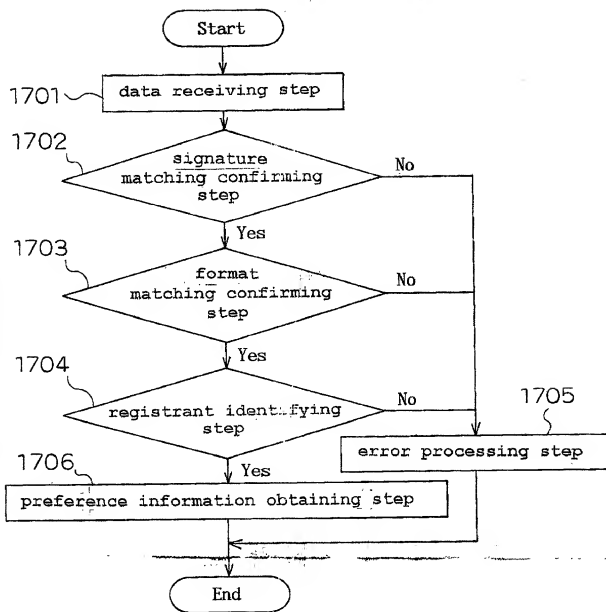 Start
1701
data receiving step
1702
signature
matching confirming
step
No
Yes
1703
format
matching confirming
step
No
Yes
1704
registrant identifying
step
No
1705
error processing step
Yes
1706
preference information obtaining step
End